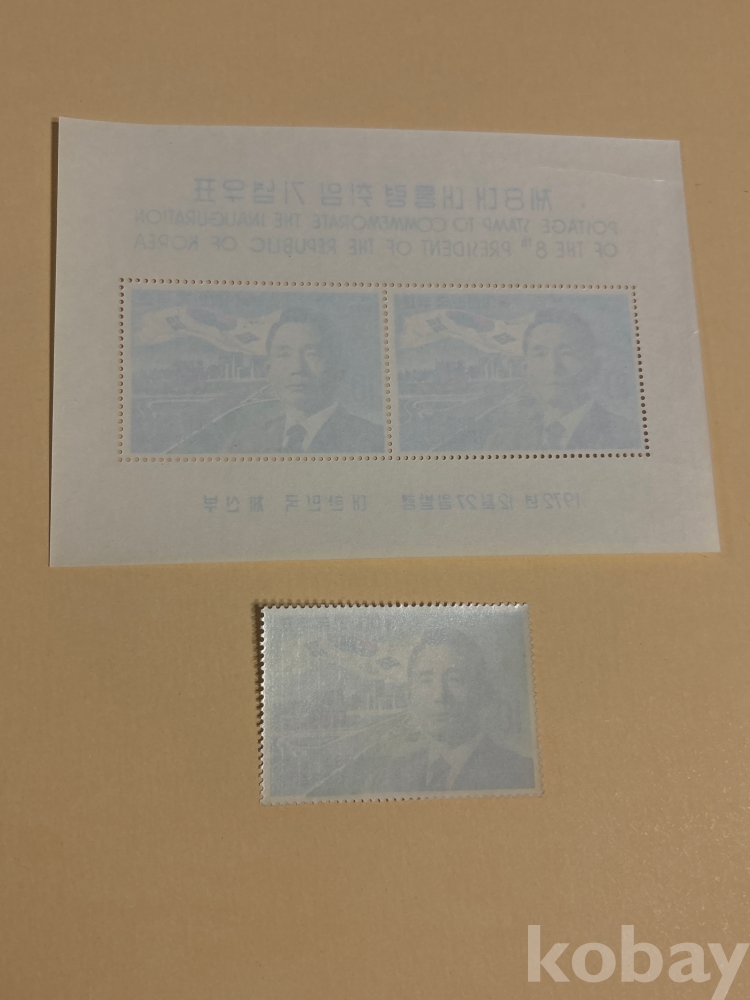 제8대 대통령 취임 기념우표
POSTAGE STAMP TO COMMEMORATE THE INAUGURATION
OF THE 8TH PRESIDENT OF THE REPUBLIC OF KOREA
1972년 12월 27일 발행 대한민국 체신부
kobay